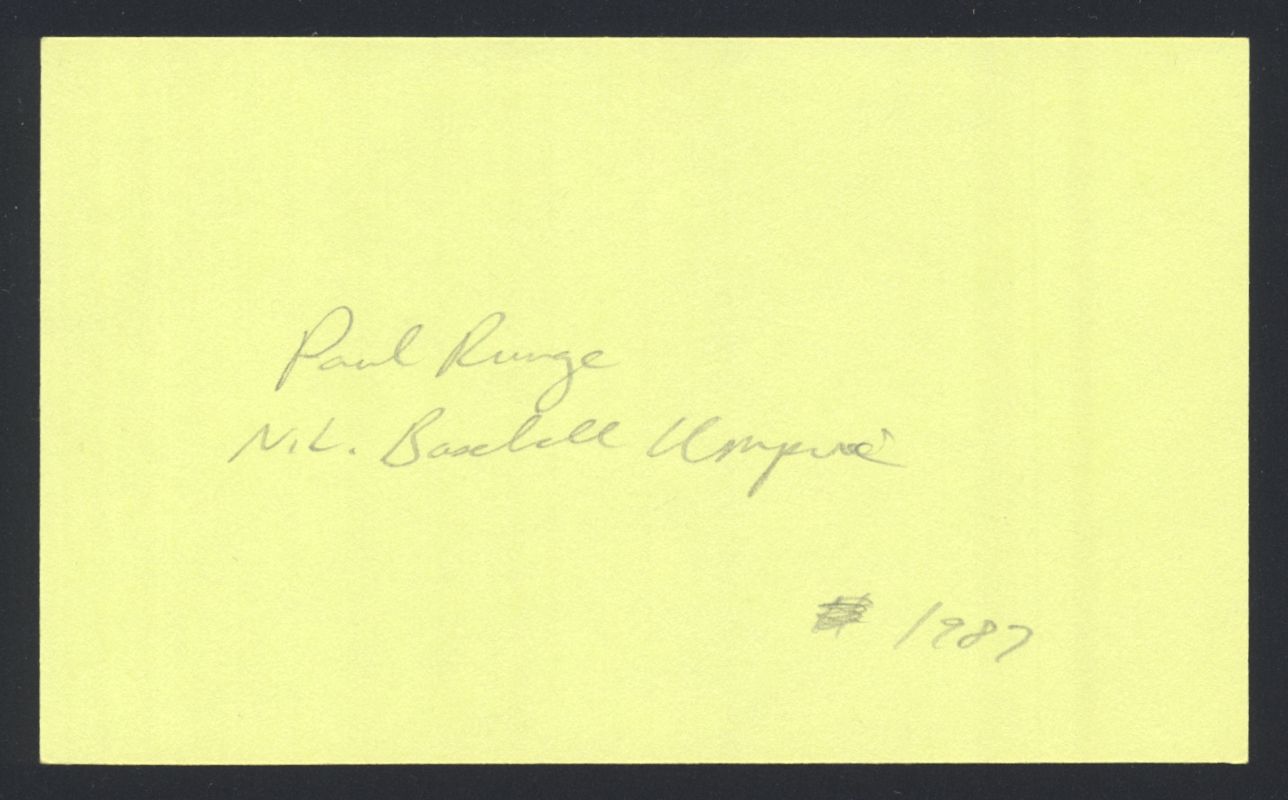 Paul Runge
N.L. Baseball Umpire
1987